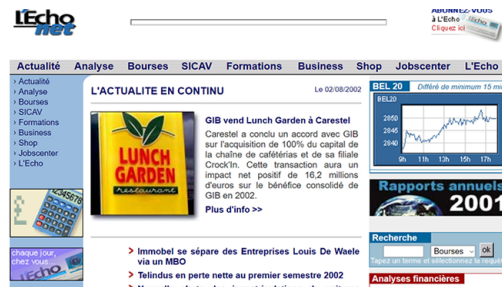 L'Echo
net
ABONNEZ-VOUS
à L'Echo
Cliquez ici
Actualité Analyse Bourses SICAV Formations Business Shop Jobscenter L'Echo
› Actualité
› Analyse
› Bourses
› SICAV
› Formations
› Business
› Shop
› Jobscenter
› L'Echo
L'ACTUALITE EN CONTINU
Le 02/08/2002
LUNCH
GARDEN
restaurant
GIB vend Lunch Garden à Carestel
Carestel a conclu un accord avec GIB
sur l'acquisition de 100% du capital de
la chaîne de cafétérias et de sa filiale
Crock'In. Cette transaction aura un
impact net positif de 16,2 millions
d'euros sur le bénéfice consolidé de
GIB en 2002.
Plus d'info >>
Immobel se sépare des Entreprises Louis De Waele
via un MBO
Telindus en perte nette au premier semestre 2002
chaque jour,
chez vous
L'Echo
BEL 20 Différé de minimum 15 mi
BEL20
2850
2840
9h 11h 13h 15h 17h
Rapports annuels
2001
Recherche
Bourses ok
Tapez un terme et sélectionnez la requê
Analyses financières